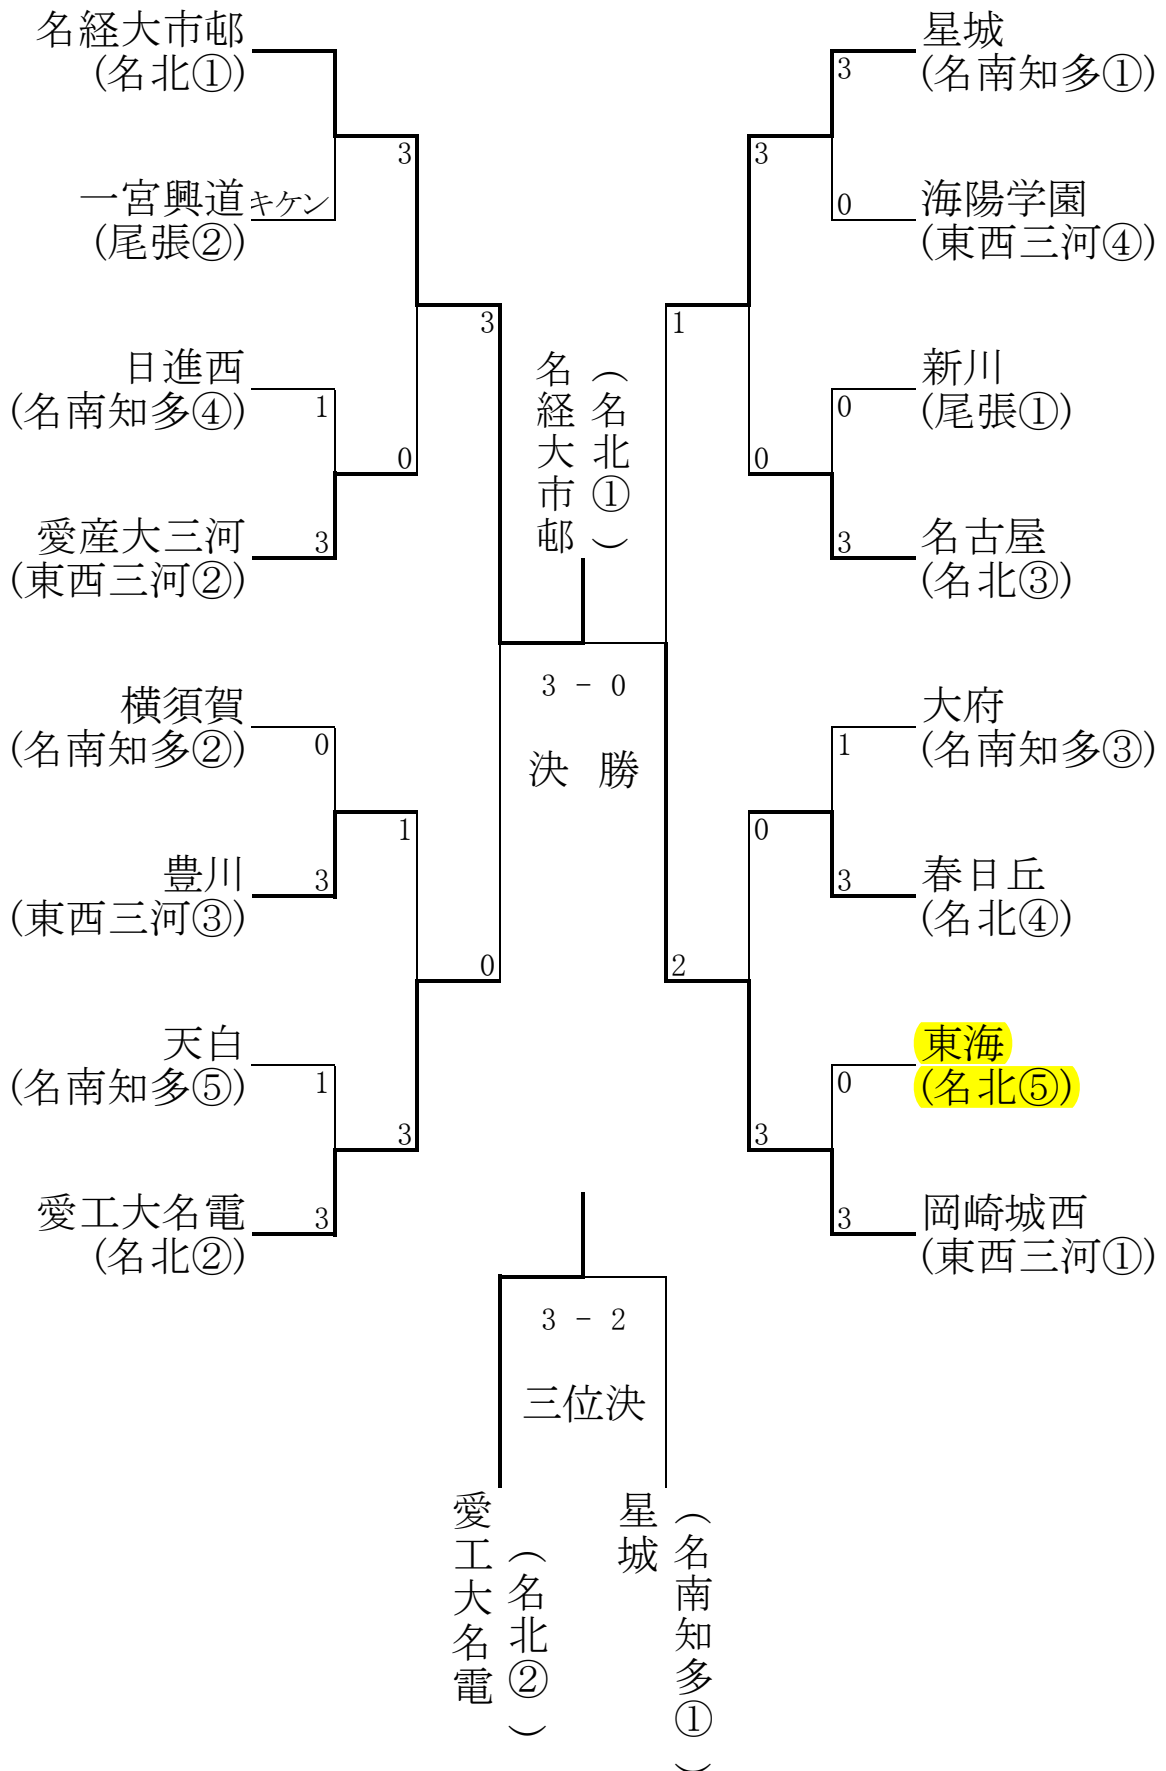 名経大市邨
(名北①)
3
一宮興道 キケン
(尾張②)
3
日進西
(名南知多④)
1
0
愛産大三河
(東西三河②)
3
横須賀
(名南知多②)
0
1
豊川
(東西三河③)
3
0
天白
(名南知多⑤)
1
3
愛工大名電
(名北②)
3
名経大市邨
(名北①)
3 - 0
決 勝
星城
(名南知多①)
3
3
海陽学園
(東西三河④)
0
1
新川
(尾張①)
0
0
名古屋
(名北③)
3
大府
(名南知多③)
1
0
春日丘
(名北④)
3
2
東海
(名北⑤)
0
3
岡崎城西
(東西三河①)
3
3 - 2
三位決
愛工大名電
(名北②)
星城
(名南知多①)